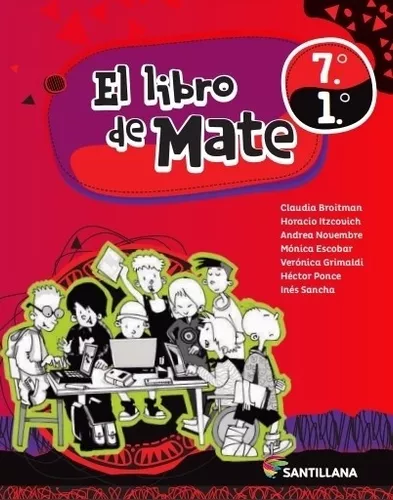 El libro
de Mate
7.°
1.°
Claudia Broitman
Horacio Itzcovich
Andrea Novembre
Mónica Escobar
Verónica Grimaldi
Héctor Ponce
Inés Sancha
SANTILLANA